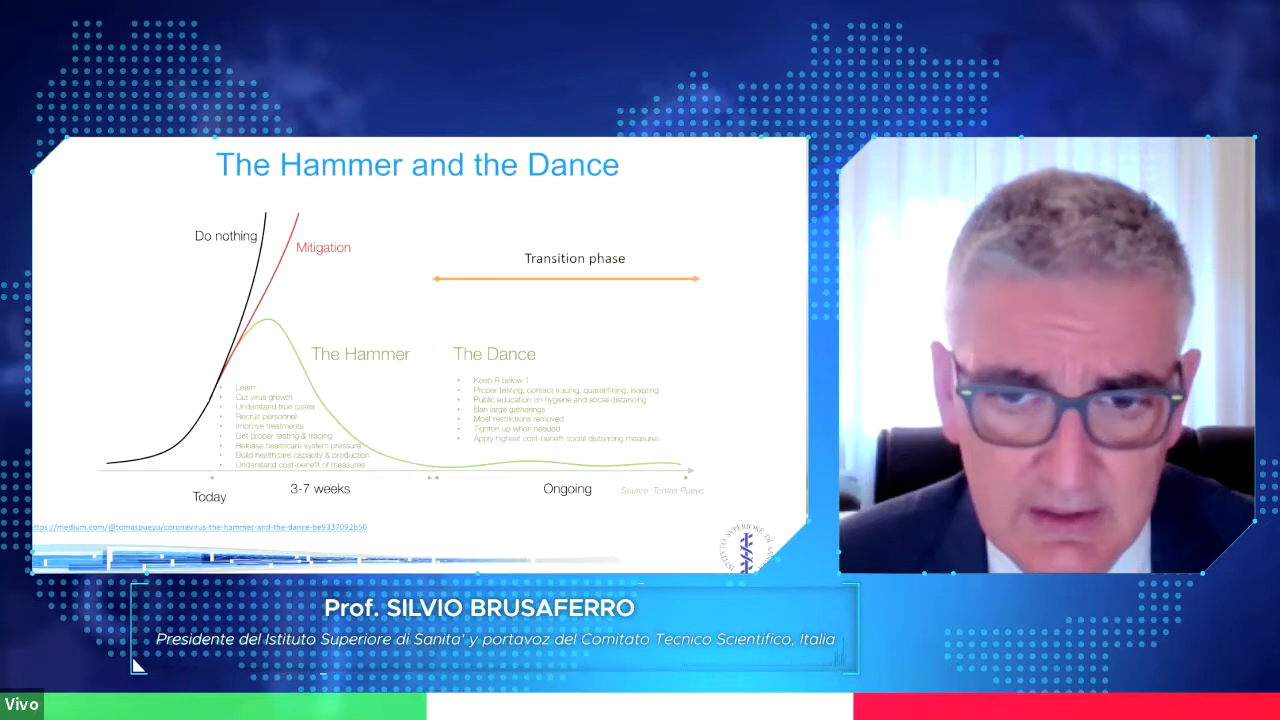 The Hammer and the Dance
Do nothing
Mitigation
Transition phase
The Hammer
The Dance
Learn
Cut virus growth
Understand true cases
Recruit personnel
Improve treatments
Get proper testing & tracing
Release healthcare system pressure
Build healthcare capacity & production
Understand cost-benefit of measures
Keep R below 1
Proper testing, contact tracing, quarantining, isolating
Public education on hygiene and social distancing
Ban large gatherings
Most restrictions removed
Tighten up when needed
Apply highest cost-benefit social distancing measures
Today
3-7 weeks
Ongoing
Source: Tomas Pueyo
ttps://medium.com/@tomaspueyo/coronavirus-the-hammer-and-the-dance-be9337092b56
ISTITUTO SUPERIORE DI
Prof. SILVIO BRUSAFERRO
Presidente del Istituto Superiore di Sanita' y portavoz del Comitato Tecnico Scientifico, Italia
Vivo